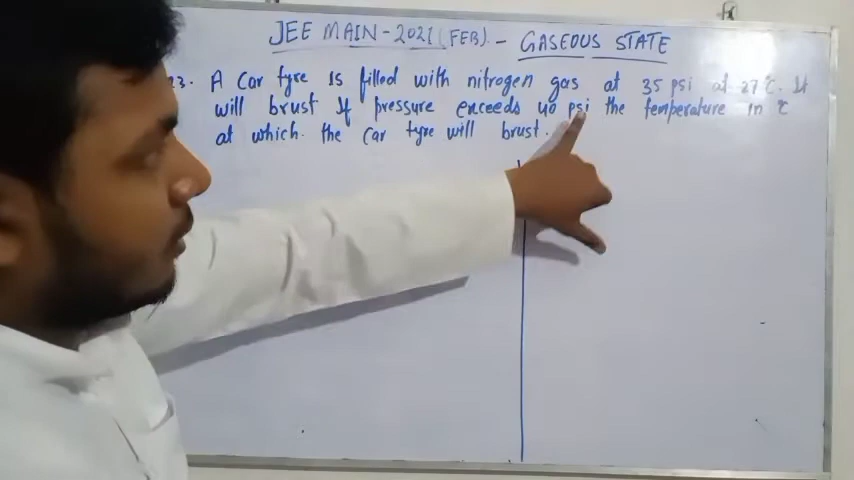 JEE MAIN - 2021 (FEB). - GASEOUS STATE
23. A Car tyre is filled with nitrogen gas at 35 psi at 27°C. It
will brust If pressure exceeds 40 psi the temperature in °C
at which the car tyre will brust.